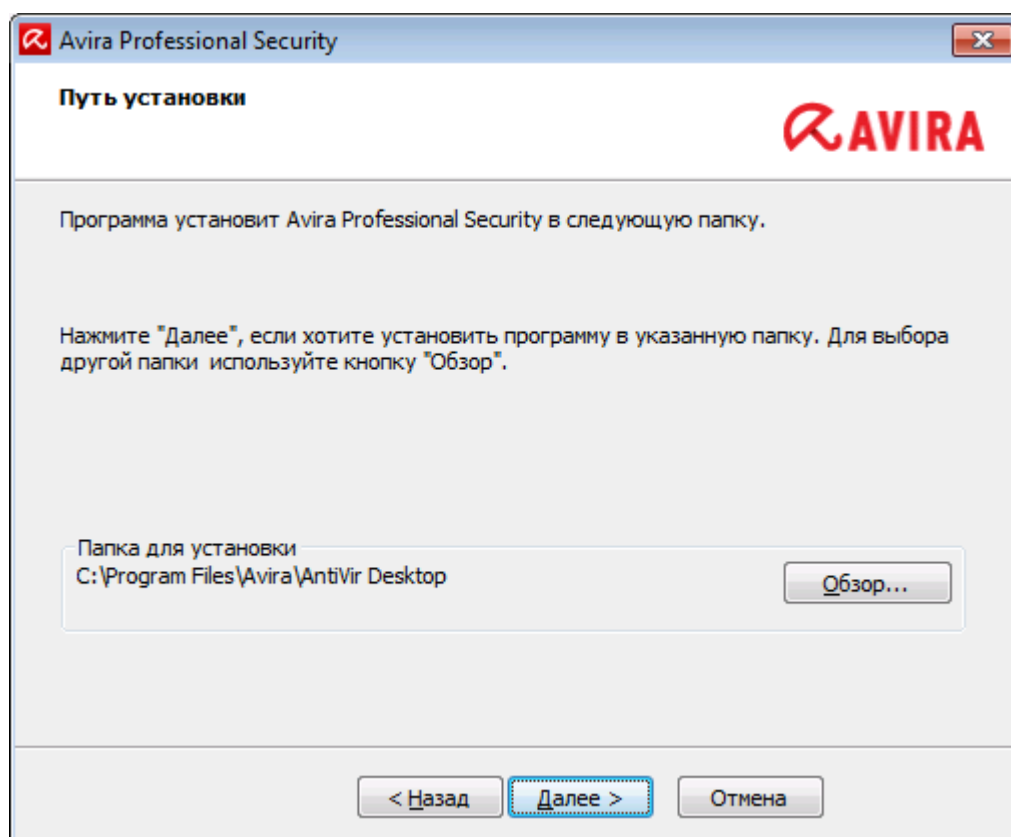 Avira Professional Security
Путь установки
AVIRA
Программа установит Avira Professional Security в следующую папку.
Нажмите "Далее", если хотите установить программу в указанную папку. Для выбора
другой папки  используйте кнопку "Обзор".
Папка для установки
C:\Program Files\Avira\AntiVir Desktop
Обзор...
< Назад
Далее >
Отмена